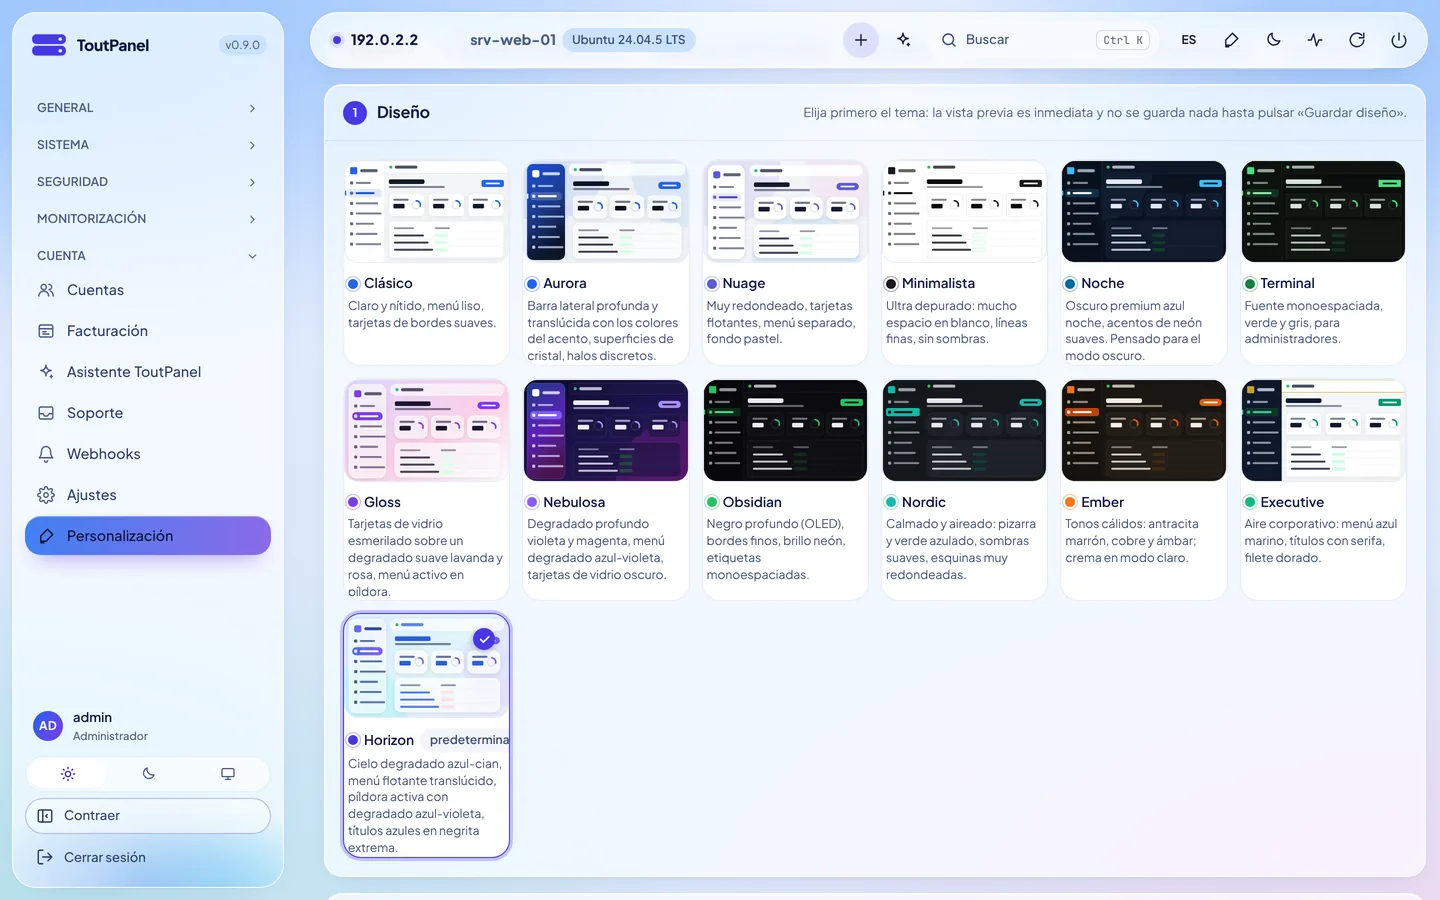 ToutPanel
v0.9.0
GENERAL
SISTEMA
SEGURIDAD
MONITORIZACIÓN
CUENTA
Cuentas
Facturación
Asistente ToutPanel
Soporte
Webhooks
Ajustes
Personalización
AD
admin
Administrador
Contraer
Cerrar sesión
192.0.2.2
srv-web-01
Ubuntu 24.04.5 LTS
Buscar
Ctrl K
ES
1
Diseño
Elija primero el tema: la vista previa es inmediata y no se guarda nada hasta pulsar «Guardar diseño».
Clásico
Claro y nítido, menú liso,
tarjetas de bordes suaves.
Aurora
Barra lateral profunda y
translúcida con los colores
del acento, superficies de
cristal, halos discretos.
Nuage
Muy redondeado, tarjetas
flotantes, menú separado,
fondo pastel.
Minimalista
Ultra depurado: mucho
espacio en blanco, líneas
finas, sin sombras.
Noche
Oscuro premium azul
noche, acentos de neón
suaves. Pensado para el
modo oscuro.
Terminal
Fuente monoespaciada,
verde y gris, para
administradores.
Gloss
Tarjetas de vidrio
esmerilado sobre un
degradado suave lavanda y
rosa, menú activo en
píldora.
Nebulosa
Degradado profundo
violeta y magenta, menú
degradado azul-violeta,
tarjetas de vidrio oscuro.
Obsidian
Negro profundo (OLED),
bordes finos, brillo neón,
etiquetas
monoespaciadas.
Nordic
Calmado y aireado: pizarra
y verde azulado, sombras
suaves, esquinas muy
redondeadas.
Ember
Tonos cálidos: antracita
marrón, cobre y ámbar;
crema en modo claro.
Executive
Aire corporativo: menú azul
marino, títulos con serifa,
filete dorado.
Horizon
predetermina
Cielo degradado azul-cian,
menú flotante translúcido,
píldora activa con
degradado azul-violeta,
títulos azules en negrita
extrema.